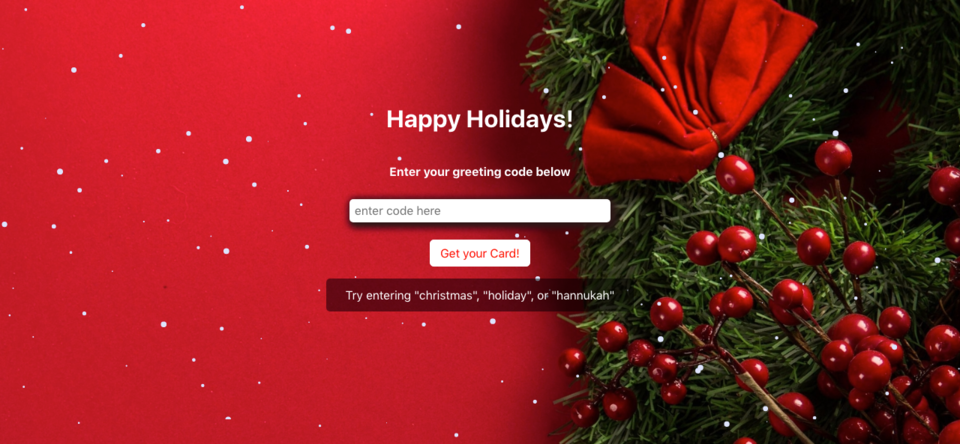 Happy Holidays!
Enter your greeting code below
enter code here
Get your Card!
Try entering "christmas", "holiday", or "hannukah"